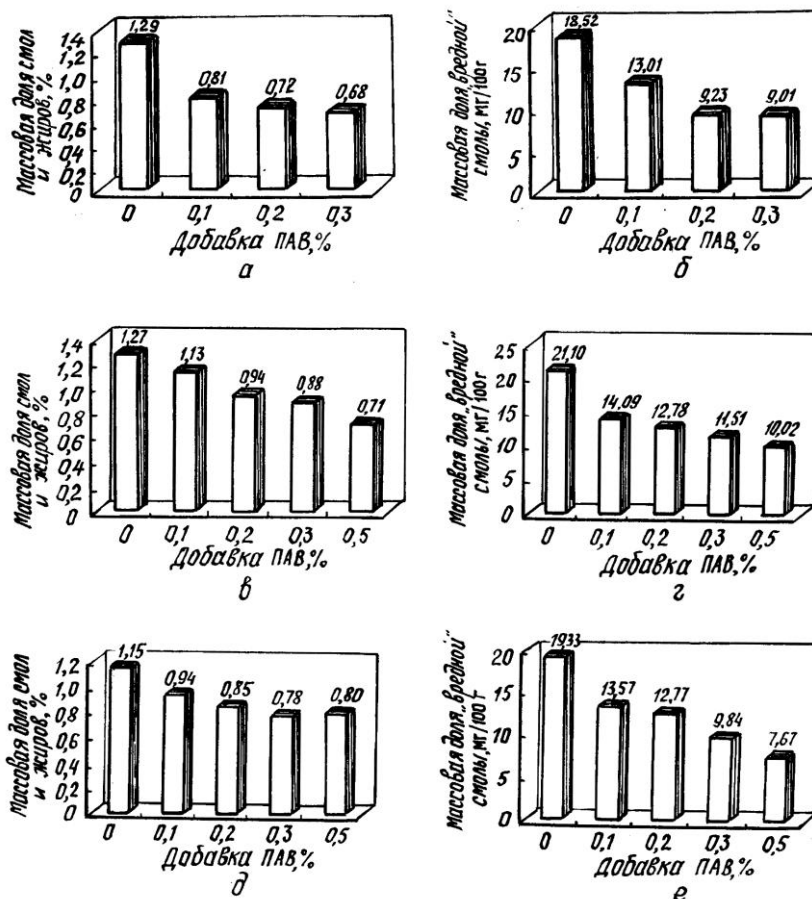 Массовая доля смол
и жиров, %
1,4
1,2
1,0
0,8
0,6
0,4
0,2
0
1,29
0,81
0,72
0,68
0 0,1 0,2 0,3
Добавка ПАВ,%
а
Массовая доля „вредной"
смолы, мг/100г
20
15
10
5
0
18,52
13,01
9,23
9,01
0 0,1 0,2 0,3
Добавка ПАВ,%
б
Массовая доля смол
и жиров, %
1,4
1,2
1,0
0,8
0,6
0,4
0,2
0
1,27
1,13
0,94
0,88
0,71
0 0,1 0,2 0,3 0,5
Добавка ПАВ,%
в
Массовая доля „вредной"
смолы, мг/100г
25
20
15
10
5
0
21,10
14,09
12,78
11,51
10,02
0 0,1 0,2 0,3 0,5
Добавка ПАВ,%
г
Массовая доля смол
и жиров, %
1,2
1,0
0,8
0,6
0,4
0,2
0
1,15
0,94
0,85
0,78
0,80
0 0,1 0,2 0,3 0,5
Добавка ПАВ,%
д
Массовая доля „вредной"
смолы, мг/100г
20
15
10
5
0
19,33
13,57
12,77
9,84
7,67
0 0,1 0,2 0,3 0,5
Добавка ПАВ,%
е